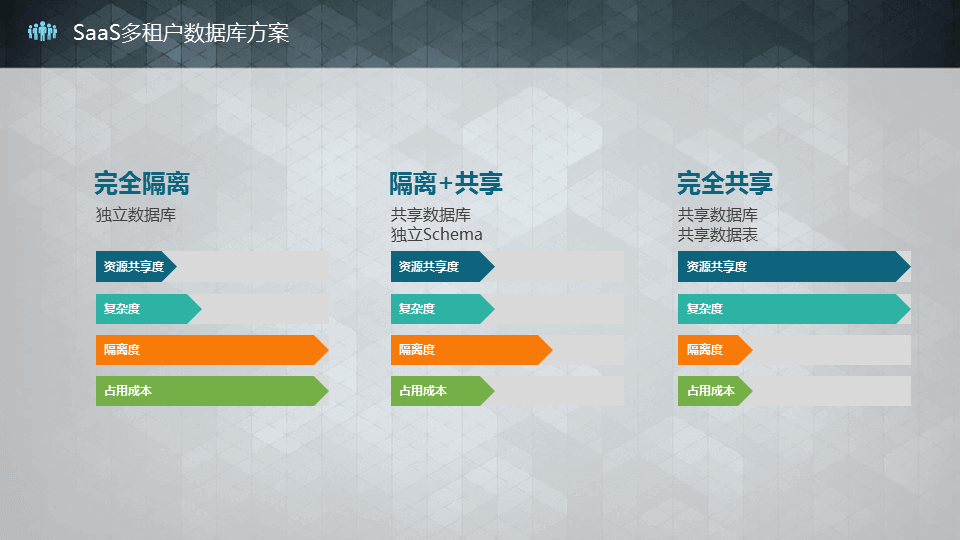 SaaS多租户数据库方案
完全隔离
独立数据库
资源共享度
复杂度
隔离度
占用成本
隔离+共享
共享数据库
独立Schema
资源共享度
复杂度
隔离度
占用成本
完全共享
共享数据库
共享数据表
资源共享度
复杂度
隔离度
占用成本